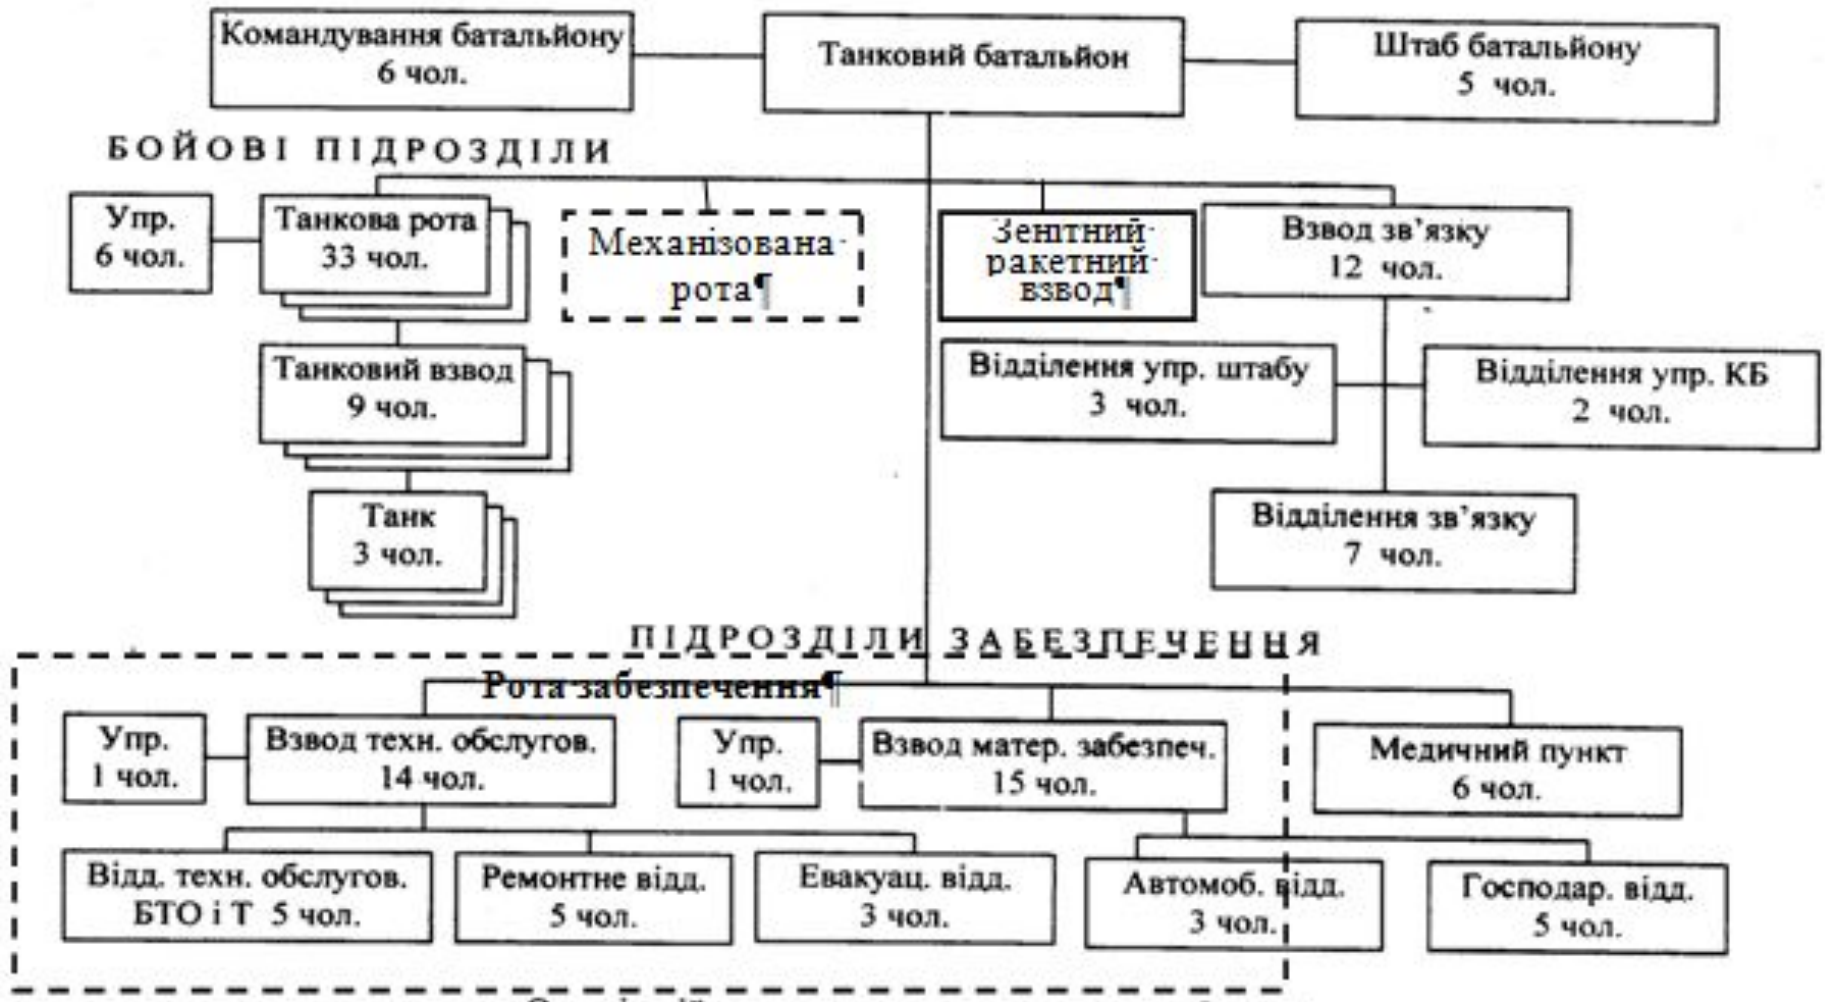 Командування батальйону
6 чол.
Танковий батальйон
Штаб батальйону
5 чол.
БОЙОВІ ПІДРОЗДІЛИ
Упр.
6 чол.
Танкова рота
33 чол.
Механізована
рота¶
Зенітний
ракетний
взвод¶
Взвод зв’язку
12 чол.
Танковий взвод
9 чол.
Відділення упр. штабу
3 чол.
Відділення упр. КБ
2 чол.
Танк
3 чол.
Відділення зв’язку
7 чол.
ПІДРОЗДІЛИ ЗАБЕЗПЕЧЕННЯ
Рота забезпечення¶
Упр.
1 чол.
Взвод техн. обслугов.
14 чол.
Упр.
1 чол.
Взвод матер. забезпеч.
15 чол.
Медичний пункт
6 чол.
Відд. техн. обслугов.
БТО і Т 5 чол.
Ремонтне відд.
5 чол.
Евакуац. відд.
3 чол.
Автомоб. відд.
3 чол.
Господар. відд.
5 чол.